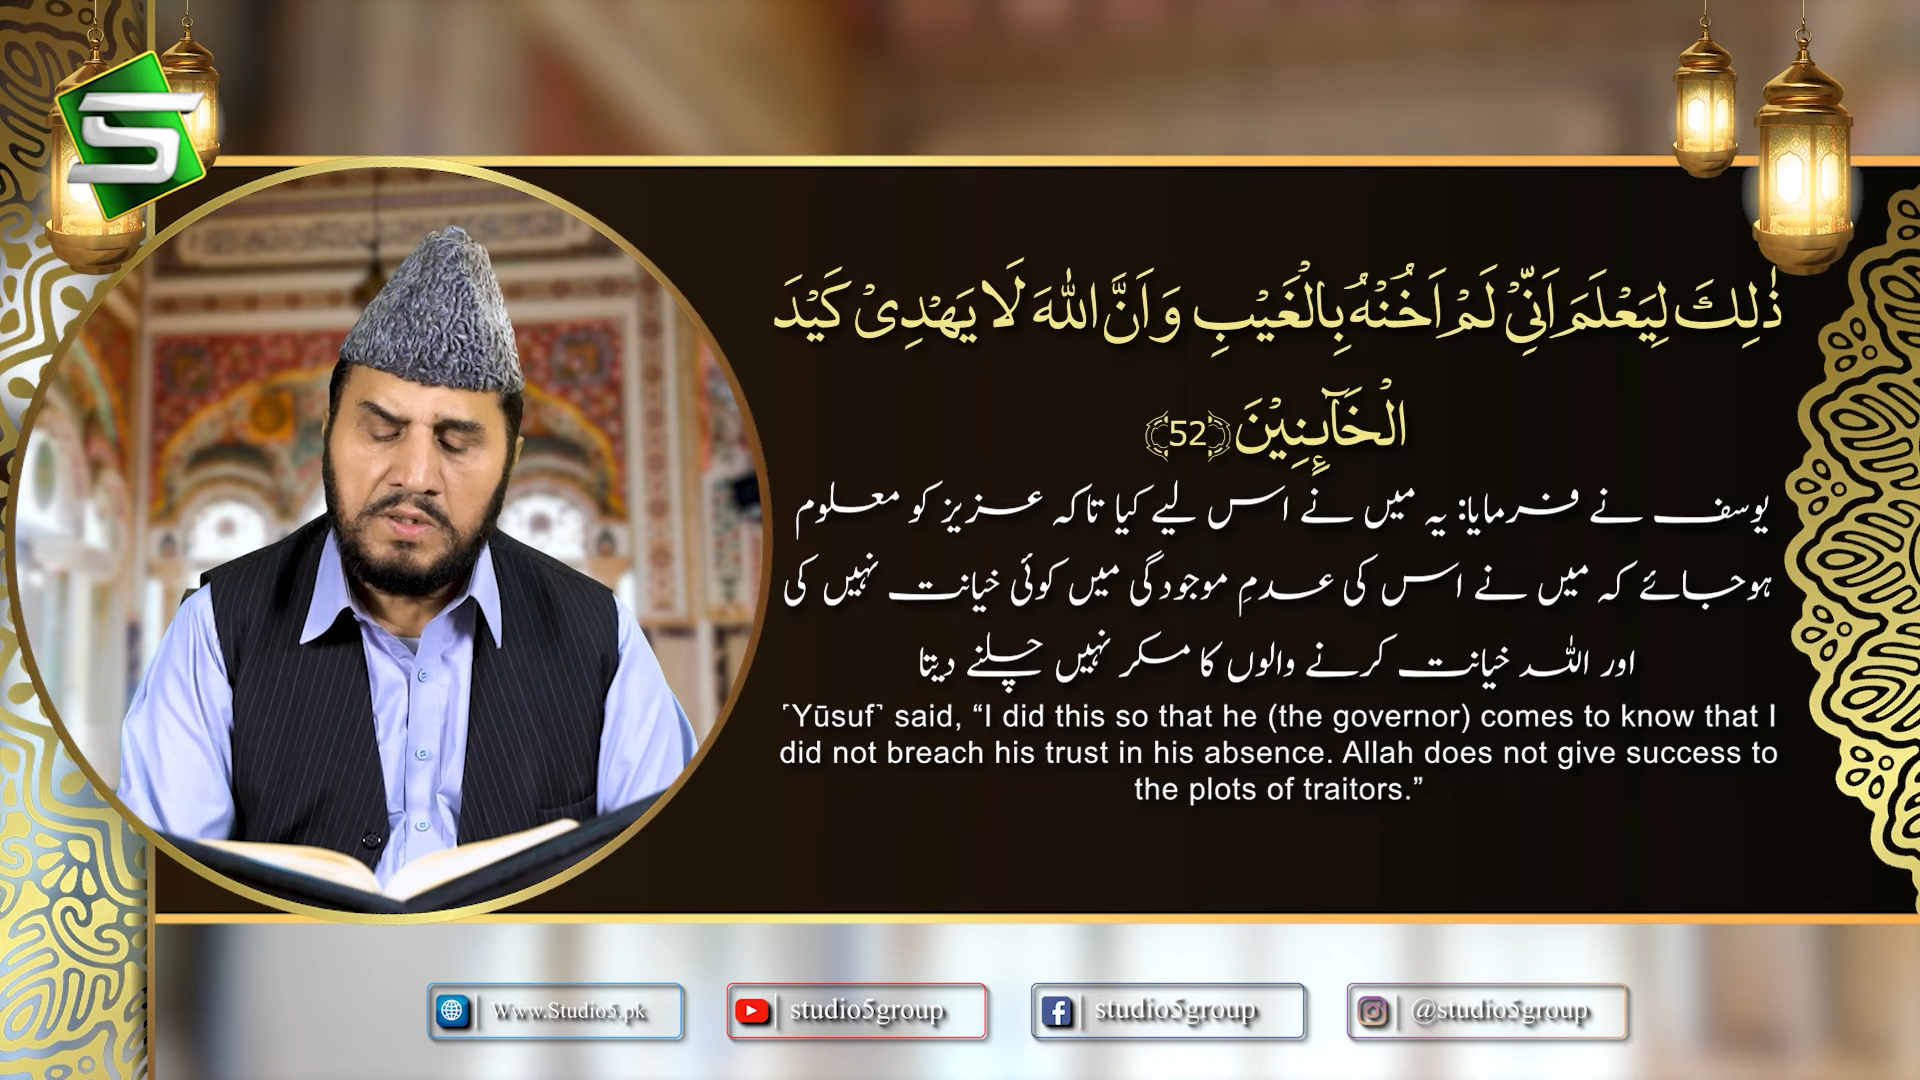 ذٰلِكَ لِيَعْلَمَ اَنِّيْ لَمْ اَخُنْهُ بِالْغَيْبِ وَ اَنَّ اللّٰهَ لَا يَهْدِيْ كَيْدَ
الْخَآىِٕنِيْنَ ﴿52﴾
یوسف نے فرمایا: یہ میں نے اس لیے کیا تاکہ عزیز کو معلوم
ہوجائے کہ میں نے اس کی عدمِ موجودگی میں کوئی خیانت نہیں کی
اور اللہ خیانت کرنے والوں کا مکر نہیں چلنے دیتا
˹Yūsuf˺ said, “I did this so that he (the governor) comes to know that I
did not breach his trust in his absence. Allah does not give success to
the plots of traitors.”
Www.Studio5.pk
studio5group
studio5group
@studio5group